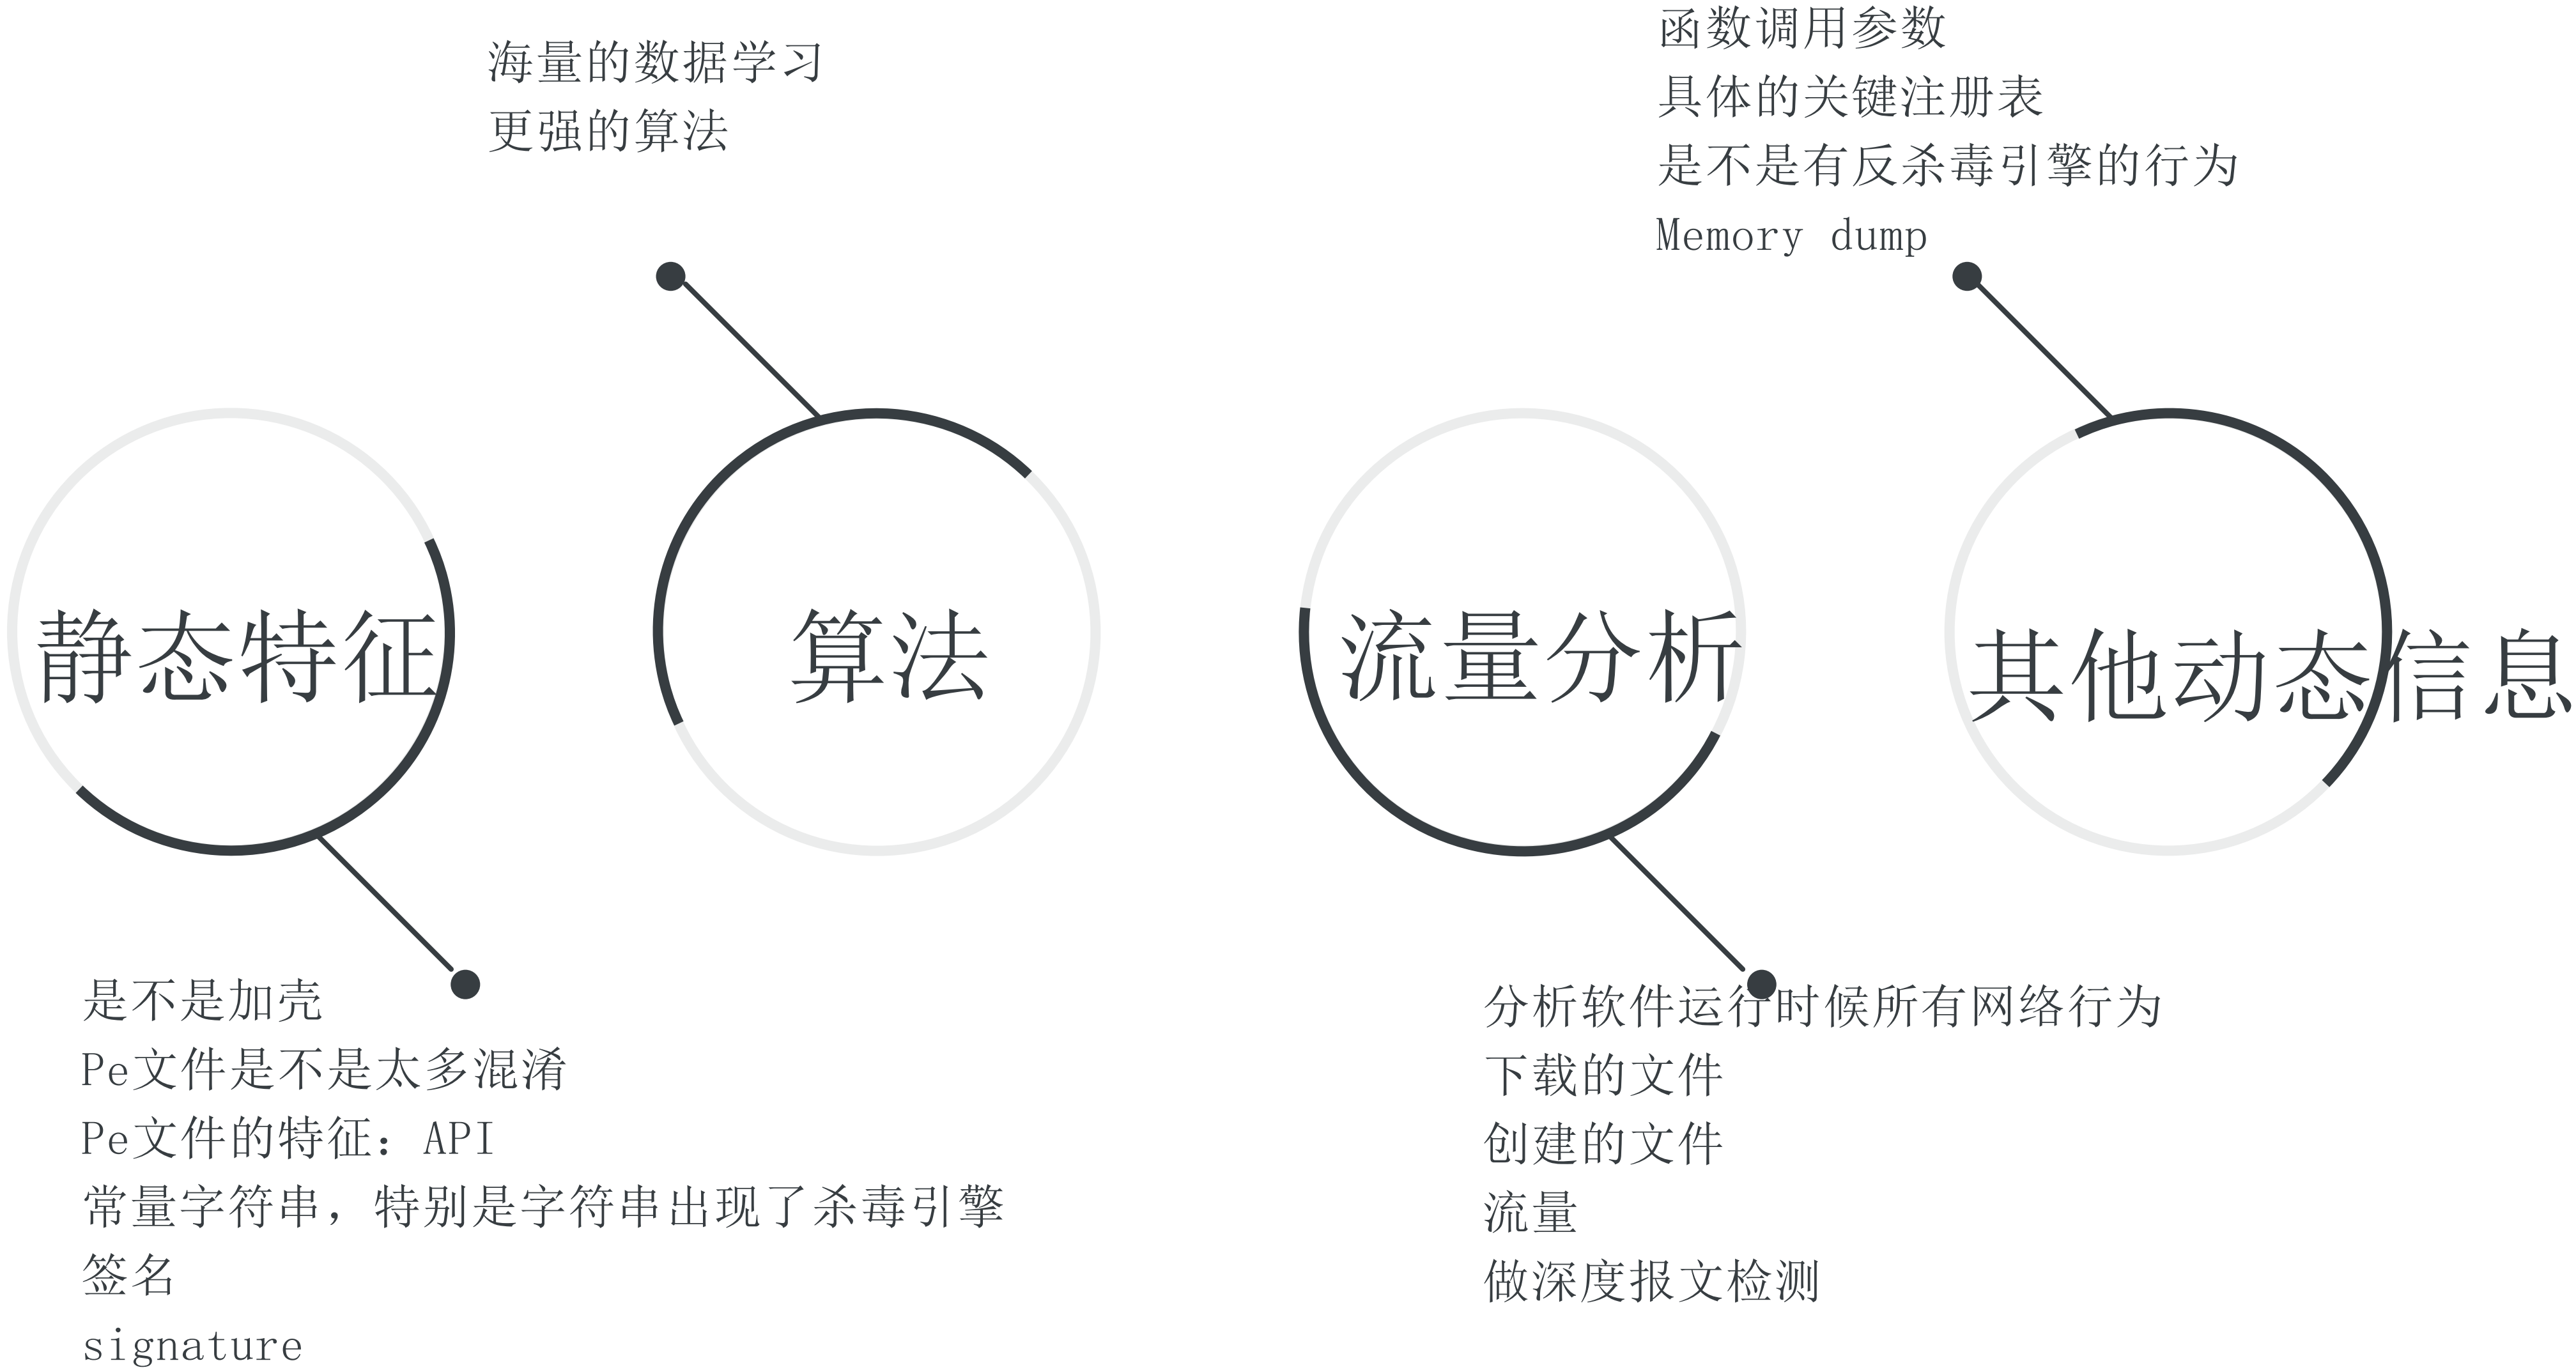 海量的数据学习
更强的算法
函数调用参数
具体的关键注册表
是不是有反杀毒引擎的行为
Memory dump
静态特征
算法
流量分析
其他动态信息
是不是加壳
Pe文件是不是太多混淆
Pe文件的特征：API
常量字符串，特别是字符串出现了杀毒引擎
签名
signature
分析软件运行时候所有网络行为
下载的文件
创建的文件
流量
做深度报文检测